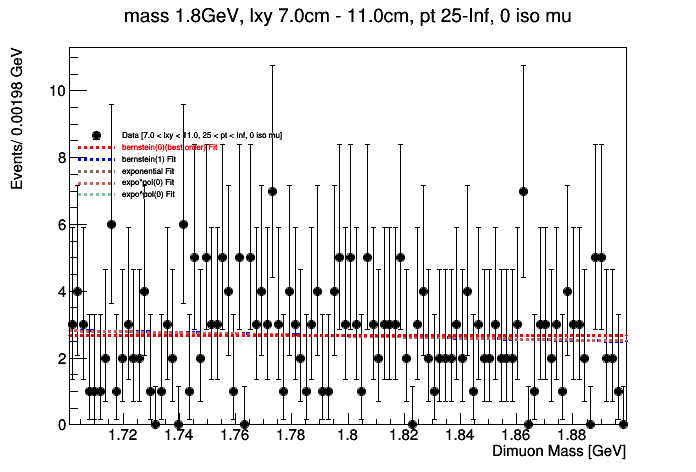 mass 1.8GeV, lxy 7.0cm - 11.0cm, pt 25-Inf, 0 iso mu
Events/ 0.00198 GeV
10
8
6
4
2
0
Data [7.0 < lxy < 11.0, 25 < pt < Inf, 0 iso mu]
bernstein(0)(best order) Fit
bernstein(1) Fit
exponential Fit
expo*pol(0) Fit
expo*pol(0) Fit
1.72 1.74 1.76 1.78 1.8 1.82 1.84 1.86 1.88
Dimuon Mass [GeV]